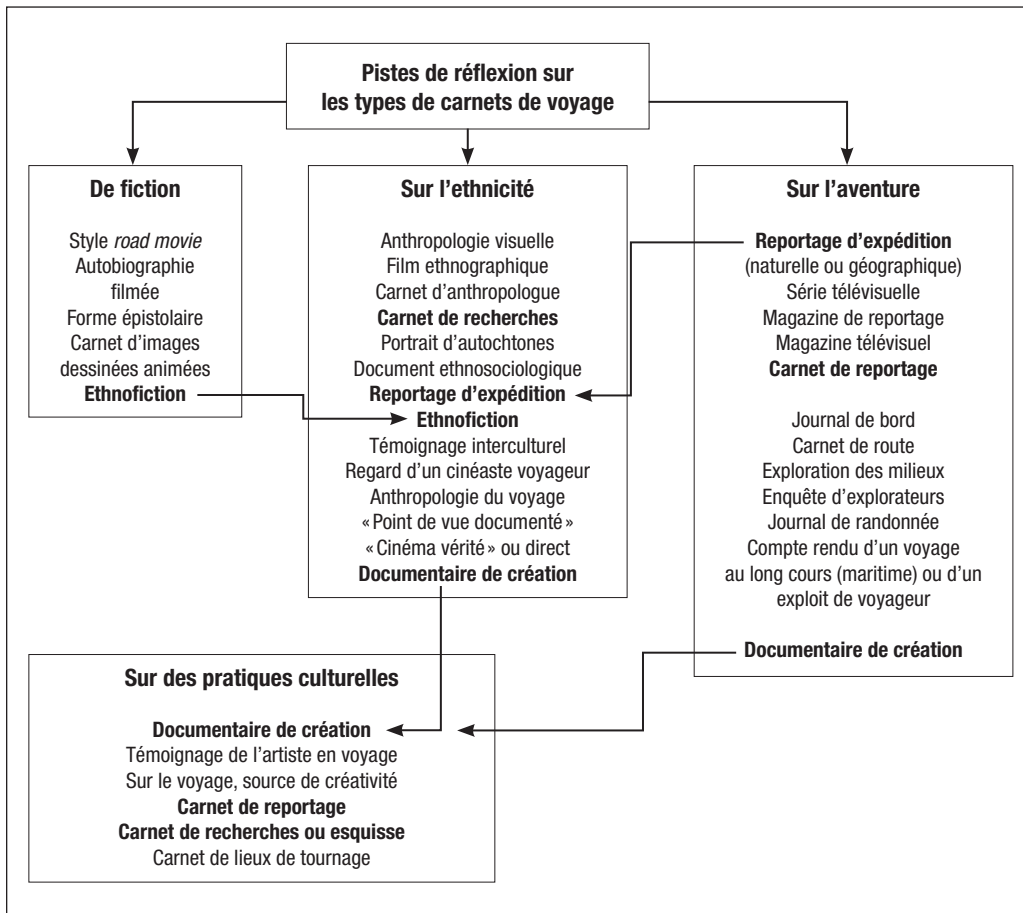 Pistes de réflexion sur
les types de carnets de voyage
De fiction
Style road movie
Autobiographie
filmée
Forme épistolaire
Carnet d’images
dessinées animées
Ethnofiction
Sur l’ethnicité
Anthropologie visuelle
Film ethnographique
Carnet d’anthropologue
Carnet de recherches
Portrait d’autochtones
Document ethnosociologique
Reportage d’expédition
Ethnofiction
Témoignage interculturel
Regard d’un cinéaste voyageur
Anthropologie du voyage
« Point de vue documenté »
« Cinéma vérité » ou direct
Documentaire de création
Sur l’aventure
Reportage d’expédition
(naturelle ou géographique)
Série télévisuelle
Magazine de reportage
Magazine télévisuel
Carnet de reportage
Journal de bord
Carnet de route
Exploration des milieux
Enquête d’explorateurs
Journal de randonnée
Compte rendu d’un voyage
au long cours (maritime) ou d’un
exploit de voyageur
Documentaire de création
Sur des pratiques culturelles
Documentaire de création
Témoignage de l’artiste en voyage
Sur le voyage, source de créativité
Carnet de reportage
Carnet de recherches ou esquisse
Carnet de lieux de tournage